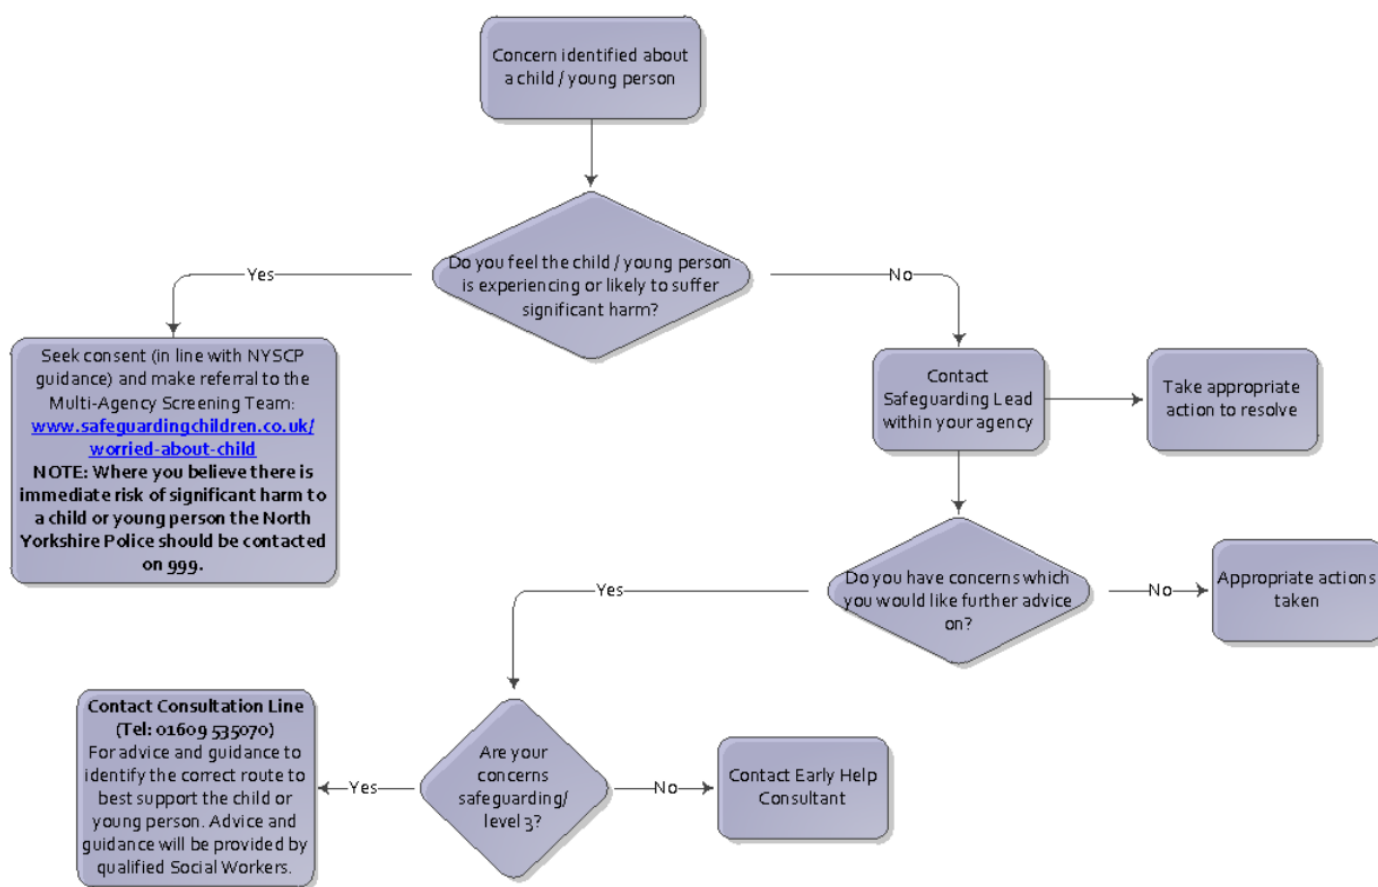 Concern identified about
a child / young person
Do you feel the child / young person
is experiencing or likely to suffer
significant harm?
Yes
No
Seek consent (in line with NYSCP
guidance) and make referral to the
Multi-Agency Screening Team:
www.safeguardingchildren.co.uk/
worried-about-child
NOTE: Where you believe there is
immediate risk of significant harm to
a child or young person the North
Yorkshire Police should be contacted
on 999.
Contact
Safeguarding Lead
within your agency
Take appropriate
action to resolve
Do you have concerns which
you would like further advice
on?
Yes
No
Appropriate actions
taken
Are your
concerns
safeguarding/
level 3?
Yes
No
Contact Consultation Line
(Tel: 01609 535070)
For advice and guidance to
identify the correct route to
best support the child or
young person. Advice and
guidance will be provided by
qualified Social Workers.
Contact Early Help
Consultant